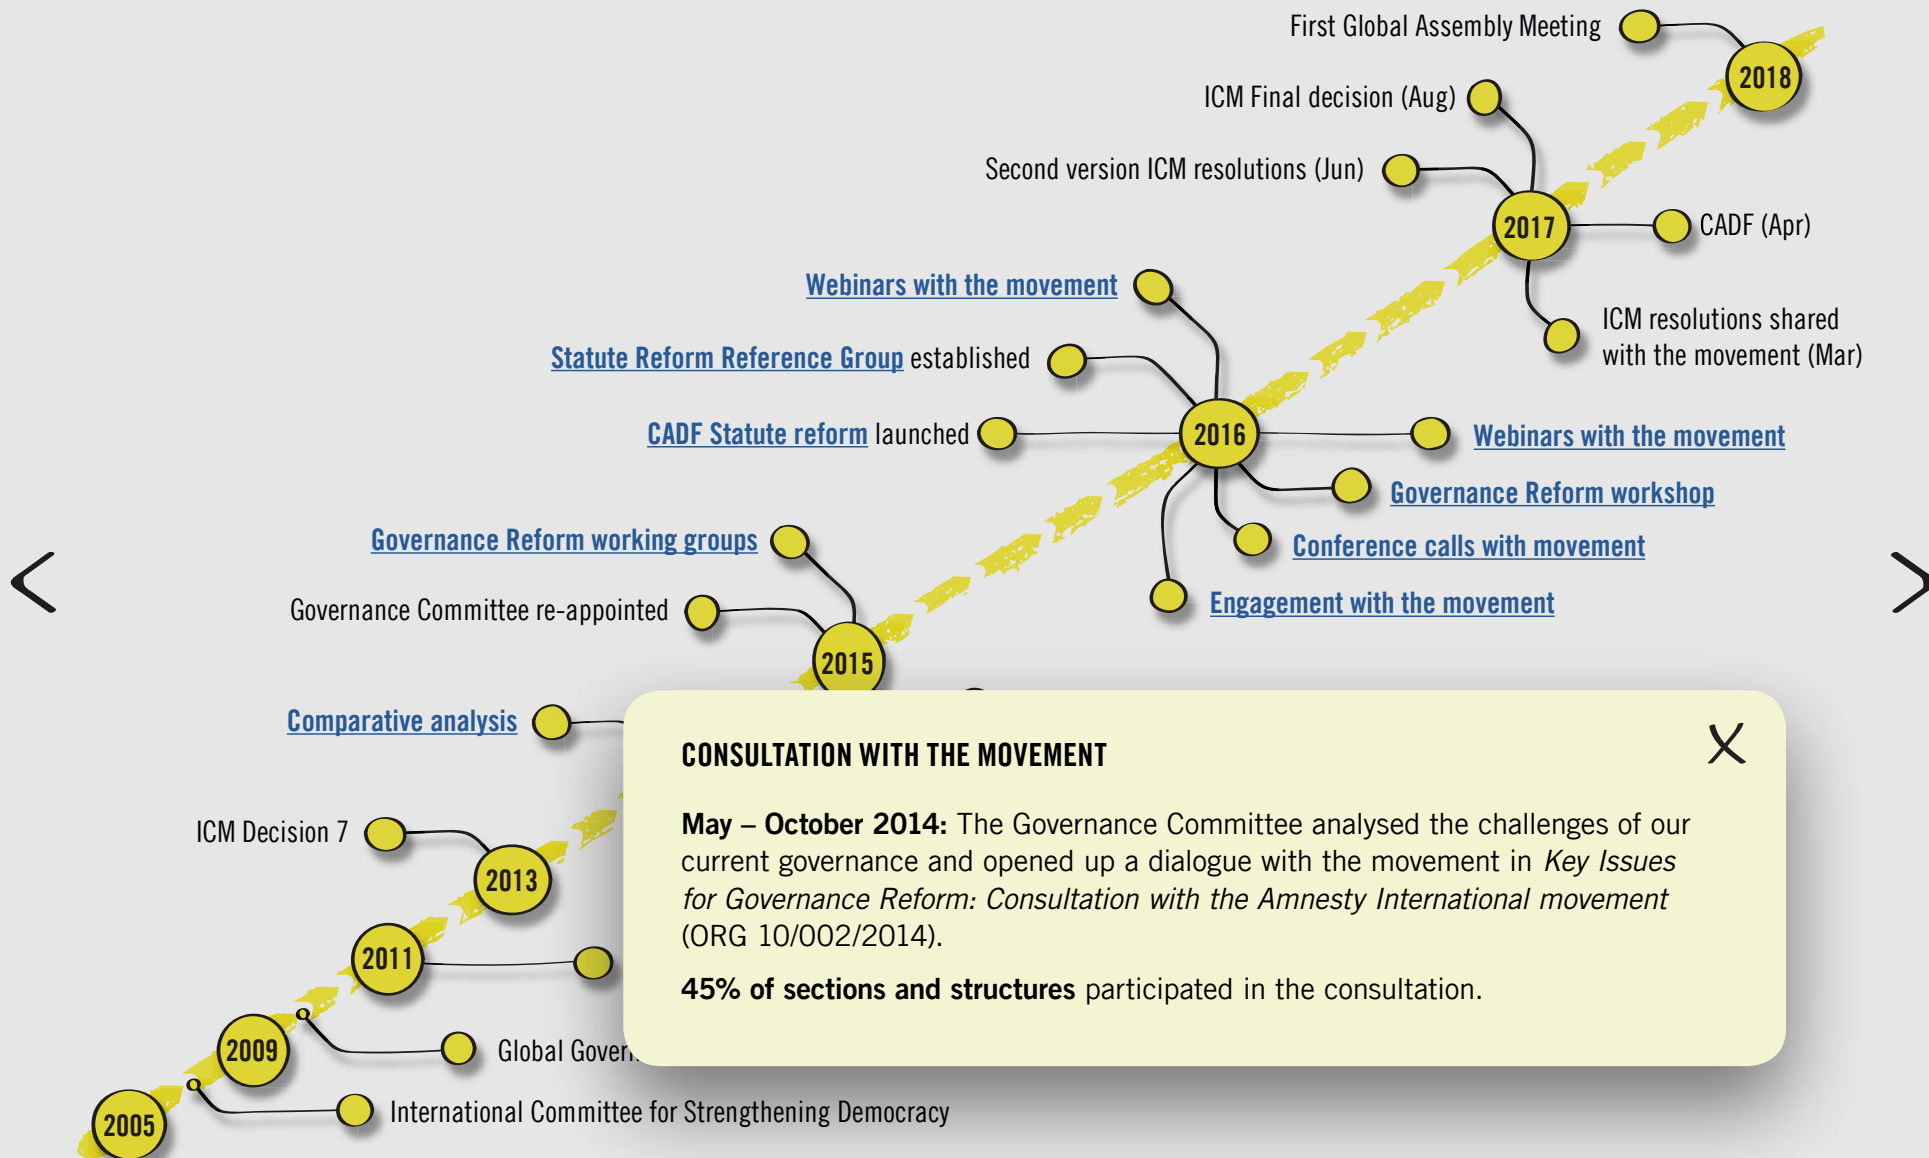 First Global Assembly Meeting
2018
ICM Final decision (Aug)
Second version ICM resolutions (Jun)
2017
CADF (Apr)
ICM resolutions shared
with the movement (Mar)
Webinars with the movement
Statute Reform Reference Group established
CADF Statute reform launched
2016
Webinars with the movement
Governance Reform workshop
Conference calls with movement
Engagement with the movement
Governance Reform working groups
Governance Committee re-appointed
2015
Comparative analysis
CONSULTATION WITH THE MOVEMENT
May – October 2014: The Governance Committee analysed the challenges of our
current governance and opened up a dialogue with the movement in Key Issues
for Governance Reform: Consultation with the Amnesty International movement
(ORG 10/002/2014).
45% of sections and structures participated in the consultation.
ICM Decision 7
2013
2011
2009
Global
International Committee for Strengthening Democracy
2005